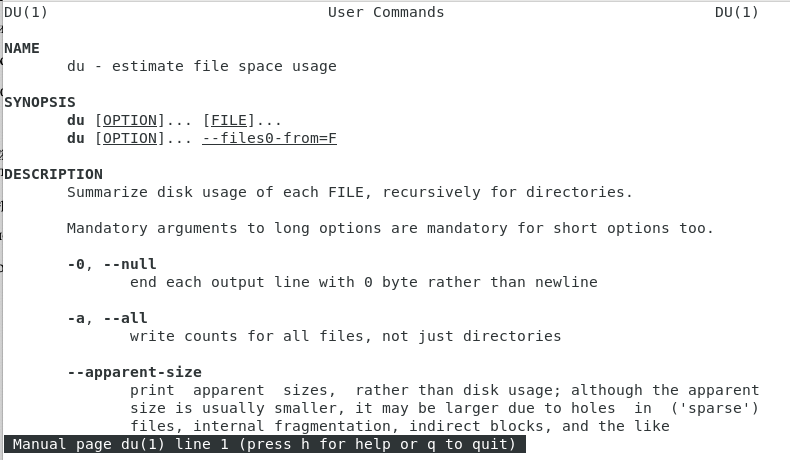 DU(1) User Commands DU(1)
NAME
du - estimate file space usage
SYNOPSIS
du [OPTION]... [FILE]...
du [OPTION]... --files0-from=F
DESCRIPTION
Summarize disk usage of each FILE, recursively for directories.
Mandatory arguments to long options are mandatory for short options too.
-0, --null
end each output line with 0 byte rather than newline
-a, --all
write counts for all files, not just directories
--apparent-size
print apparent sizes, rather than disk usage; although the apparent
size is usually smaller, it may be larger due to holes in ('sparse')
files, internal fragmentation, indirect blocks, and the like
Manual page du(1) line 1 (press h for help or q to quit)